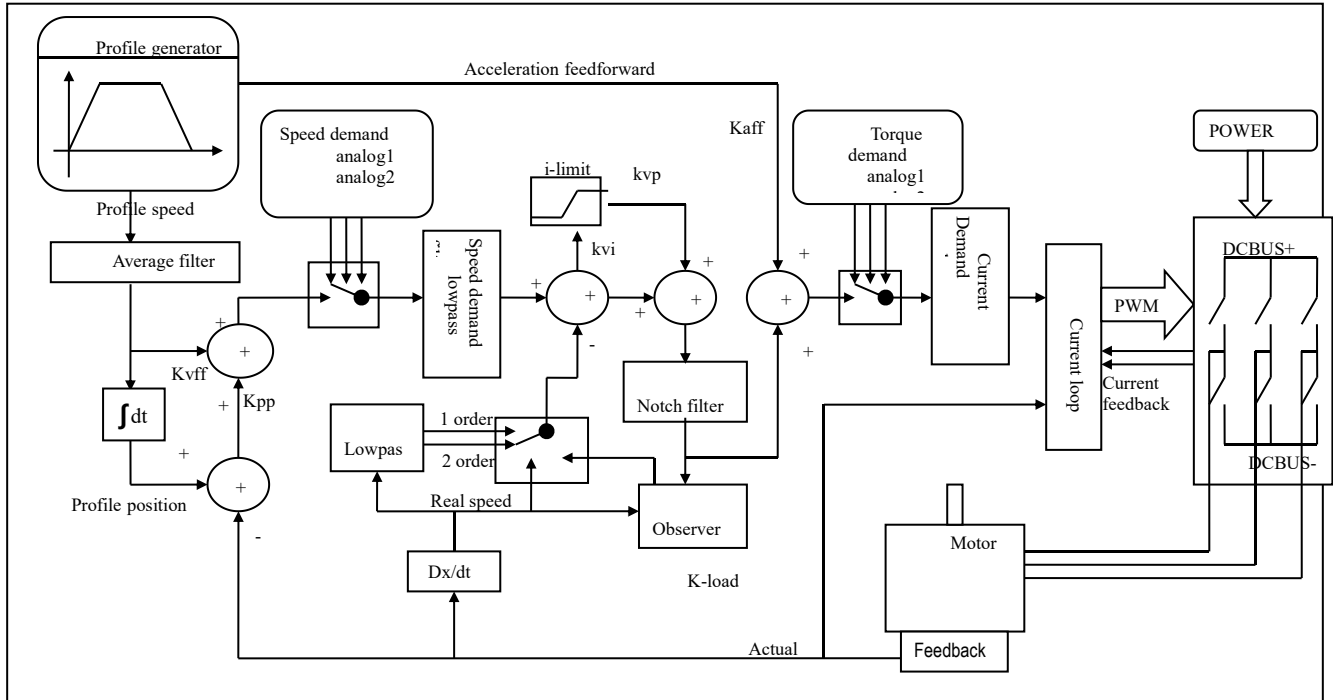 Profile generator
Acceleration feedforward
Kaff
Speed demand
analog1
analog2
Torque
demand
analog1
POWER
i-limit
kvp
Profile speed
Average filter
Speed demand
lowpass
kvi
+
+
-
+
+
+
+
+
+
+
Current
Demand
DCBUS+
PWM
Current loop
Current
feedback
+
+
Kvff
Kpp
+
∫dt
Notch filter
1 order
Lowpas
2 order
DCBUS-
+
+
-
Profile position
Real speed
Observer
Motor
Dx/dt
K-load
Actual
Feedback